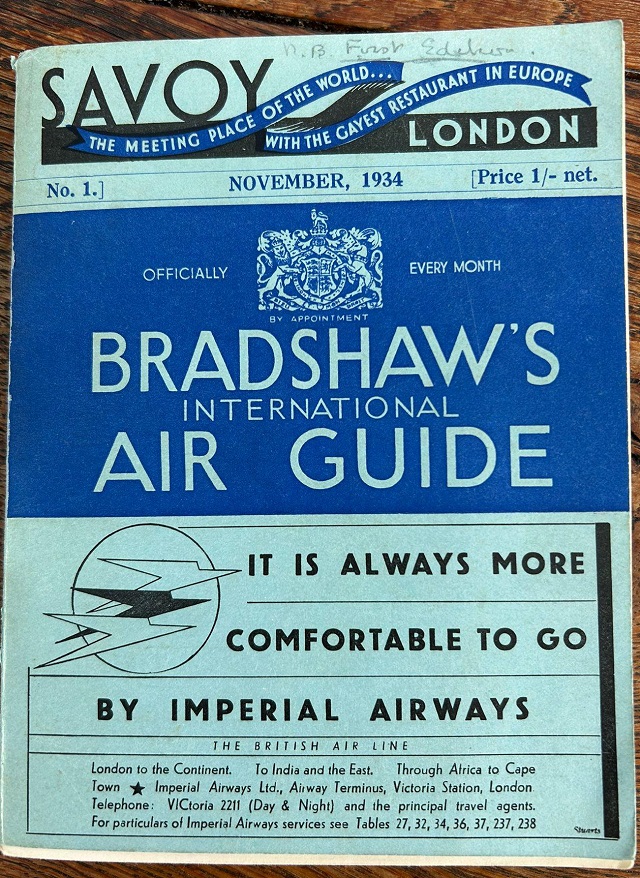 N.B. First Edition.
SAVOY
THE MEETING PLACE OF THE WORLD...
WITH THE GAYEST RESTAURANT IN EUROPE
LONDON
No. 1.]
NOVEMBER, 1934
[Price 1/- net.
OFFICIALLY
EVERY MONTH
BY APPOINTMENT
BRADSHAW'S
INTERNATIONAL
AIR GUIDE
IT IS ALWAYS MORE
COMFORTABLE TO GO
BY IMPERIAL AIRWAYS
THE BRITISH AIR LINE
London to the Continent. To India and the East. Through Africa to Cape
Town ★ Imperial Airways Ltd., Airway Terminus, Victoria Station, London
Telephone: VICtoria 2211 (Day & Night) and the principal travel agents.
For particulars of Imperial Airways services see Tables 27, 32, 34, 36, 37, 237, 238
Stuarts